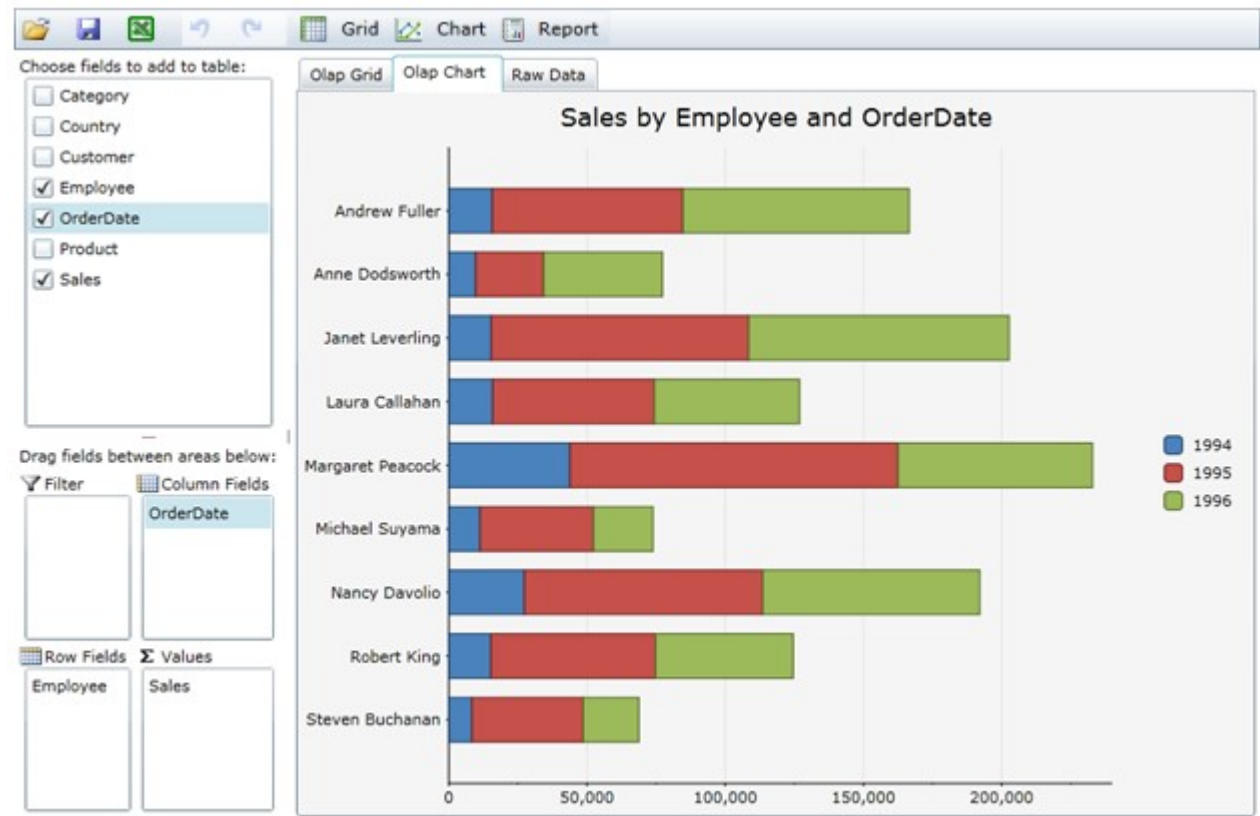 Grid Chart Report
Choose fields to add to table:
Category
Country
Customer
Employee
OrderDate
Product
Sales
Drag fields between areas below:
Filter Column Fields
OrderDate
Row Fields Σ Values
Employee Sales
Olap Grid Olap Chart Raw Data
Sales by Employee and OrderDate
Andrew Fuller
Anne Dodsworth
Janet Leverling
Laura Callahan
Margaret Peacock
Michael Suyama
Nancy Davolio
Robert King
Steven Buchanan
0 50,000 100,000 150,000 200,000
1994
1995
1996